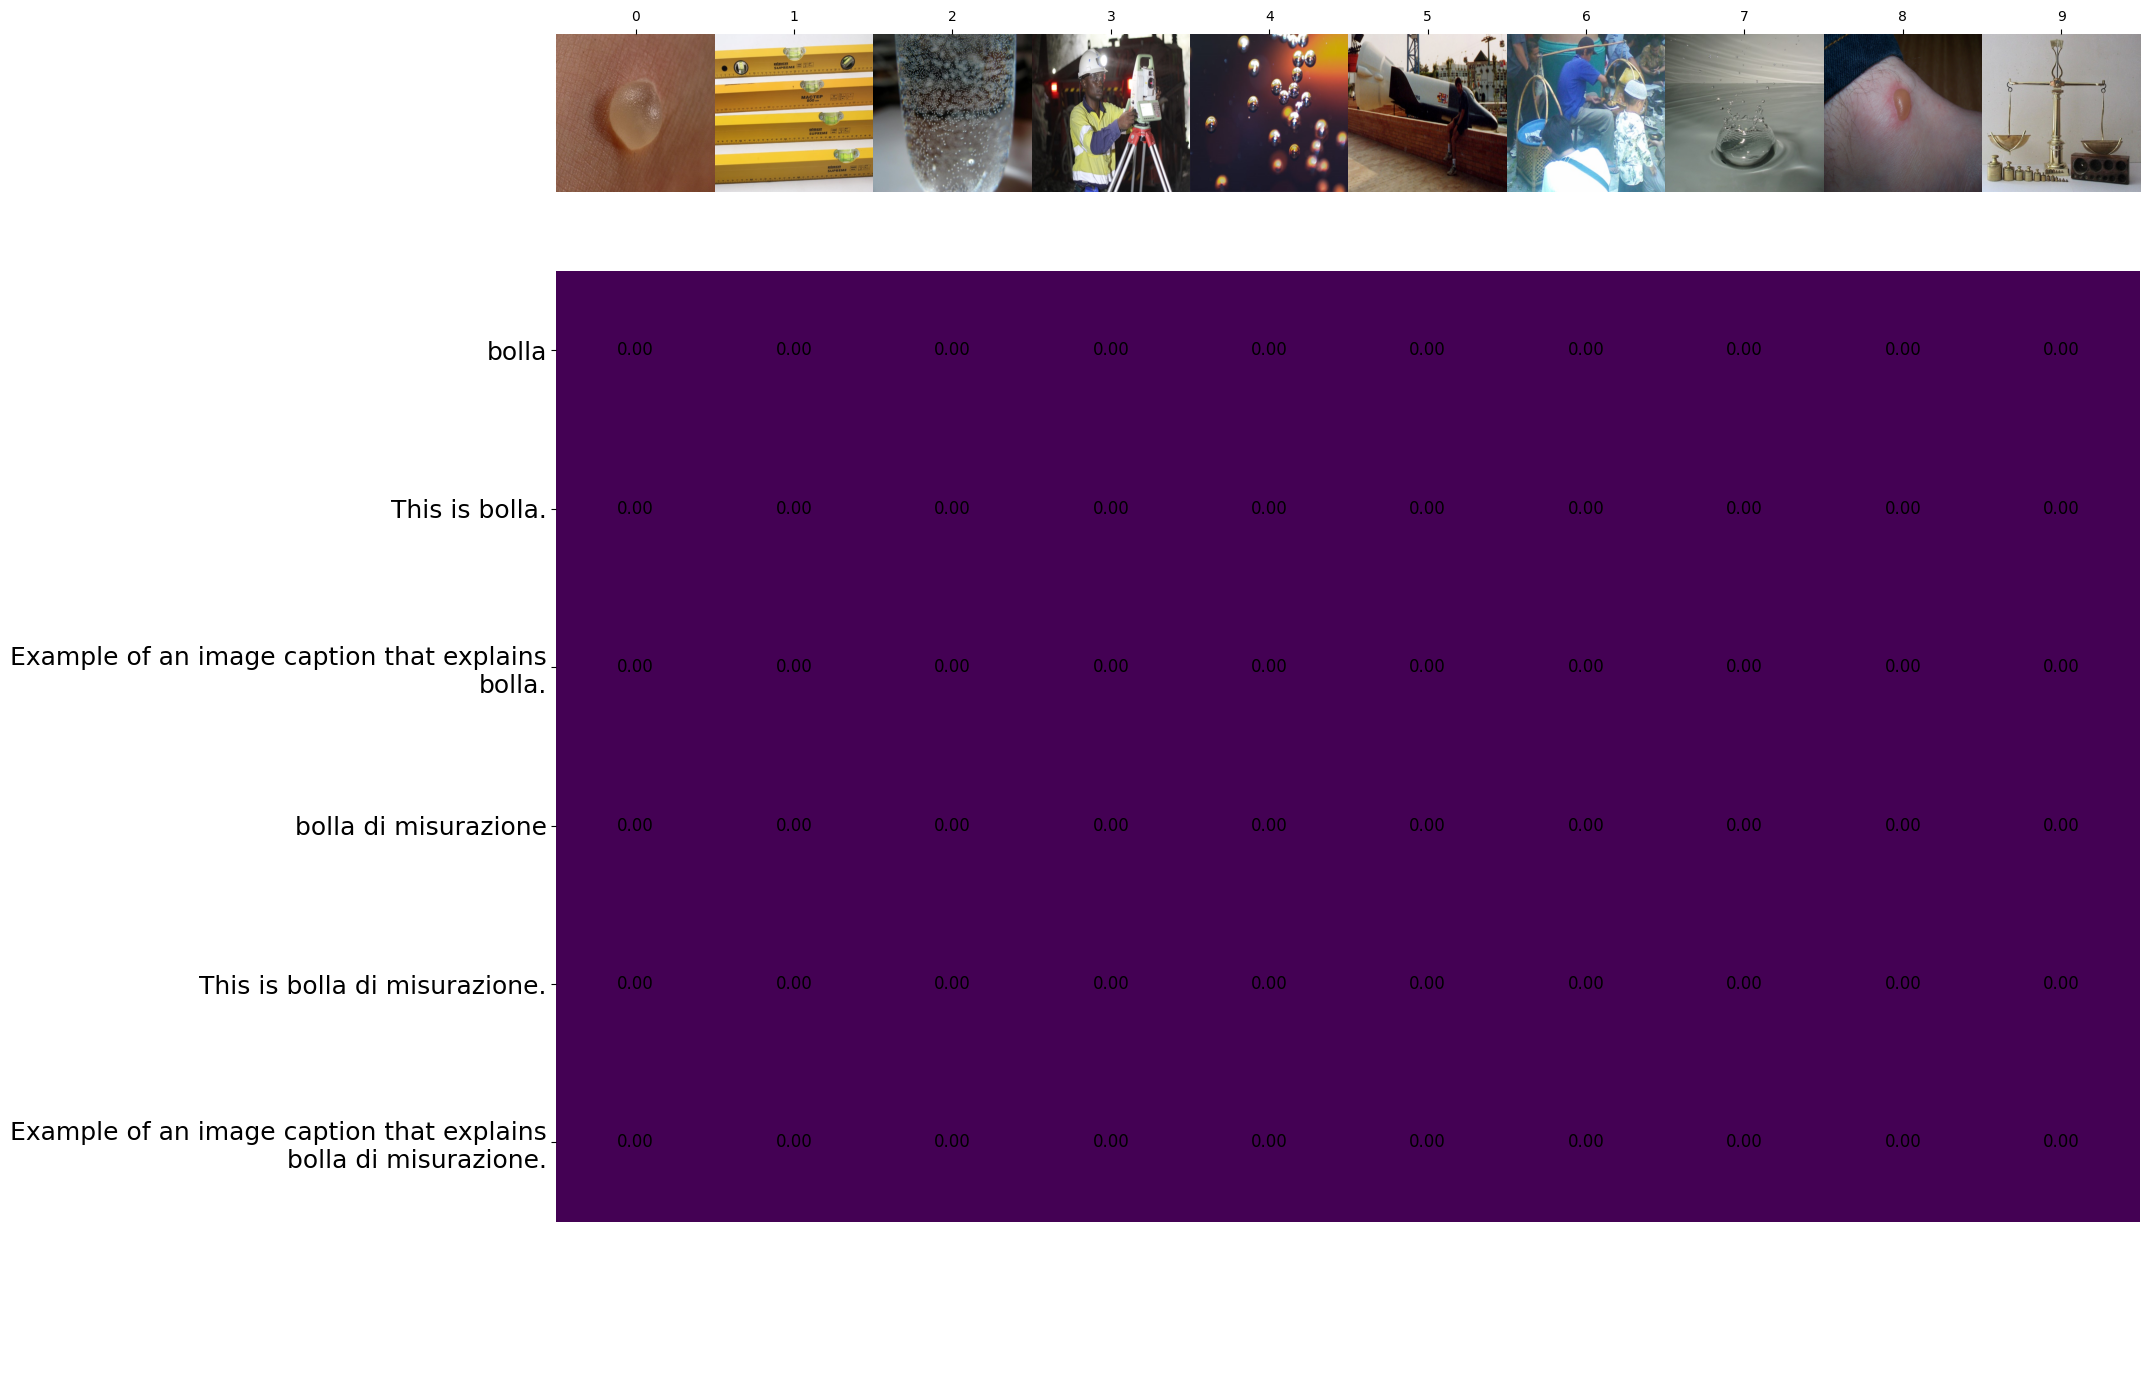 0 1 2 3 4 5 6 7 8 9
bolla 0.00 0.00 0.00 0.00 0.00 0.00 0.00 0.00 0.00 0.00
This is bolla. 0.00 0.00 0.00 0.00 0.00 0.00 0.00 0.00 0.00 0.00
Example of an image caption that explains
bolla. 0.00 0.00 0.00 0.00 0.00 0.00 0.00 0.00 0.00 0.00
bolla di misurazione 0.00 0.00 0.00 0.00 0.00 0.00 0.00 0.00 0.00 0.00
This is bolla di misurazione. 0.00 0.00 0.00 0.00 0.00 0.00 0.00 0.00 0.00 0.00
Example of an image caption that explains
bolla di misurazione. 0.00 0.00 0.00 0.00 0.00 0.00 0.00 0.00 0.00 0.00